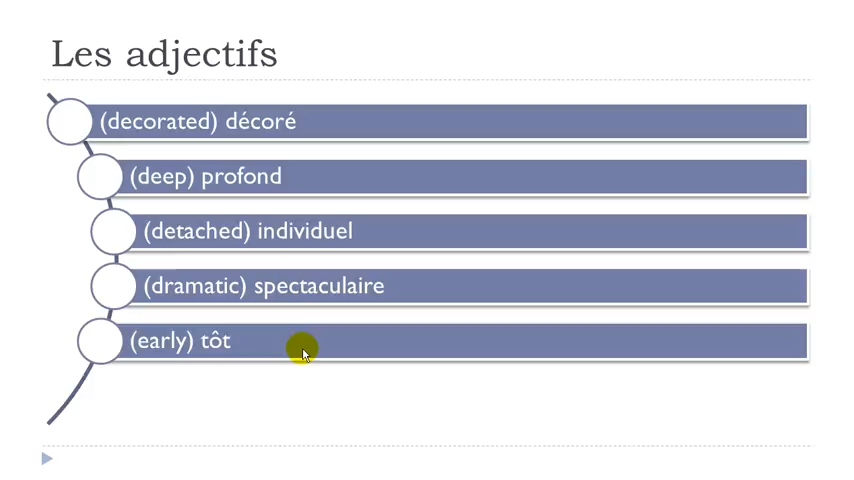 Les adjectifs
(decorated) décoré
(deep) profond
(detached) individuel
(dramatic) spectaculaire
(early) tôt